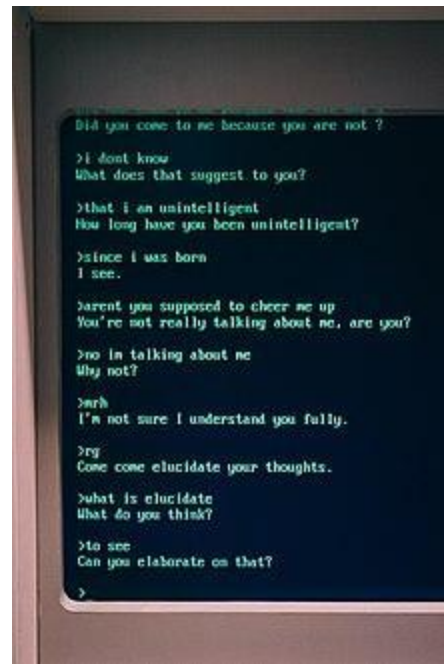 Did you come to me because you are not ?
>i dont know
What does that suggest to you?
>that i am unintelligent
How long have you been unintelligent?
>since i was born
I see.
>arent you supposed to cheer me up
You're not really talking about me, are you?
>no im talking about me
Why not?
>mrh
I'm not sure I understand you fully.
>rg
Come come elucidate your thoughts.
>what is elucidate
What do you think?
>to see
Can you elaborate on that?
>